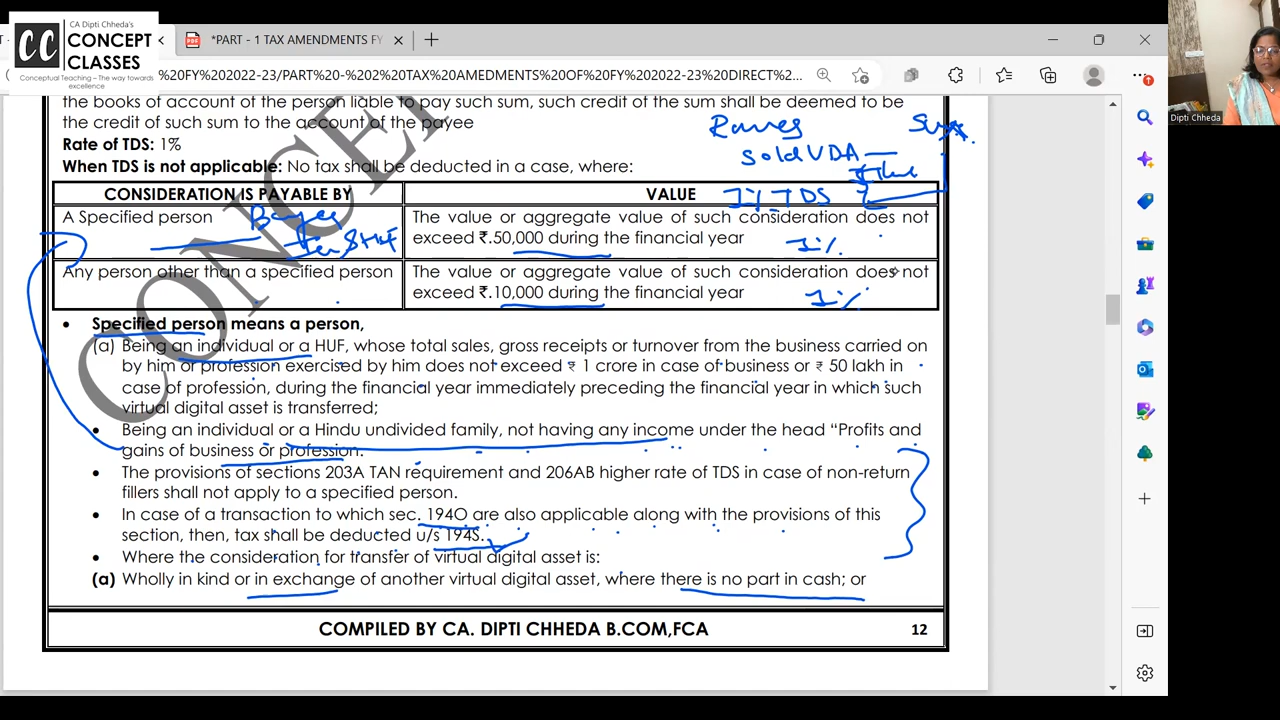 CA Dipti Chheda's
CONCEPT
CLASSES
Conceptual Teaching – The way towards
excellence
CC
*PART - 1 TAX AMENDMENTS FY
%20FY%202022-23/PART%20-%202%20TAX%20AMEDMENTS%20OF%20FY%202022-23%20DIRECT%2...
Dipti Chheda
the books of account of the person liable to pay such sum, such credit of the sum shall be deemed to be
the credit of such sum to the account of the payee
Rate of TDS: 1%
When TDS is not applicable: No tax shall be deducted in a case, where:
sold VDA
1% TDS
CONSIDERATION IS PAYABLE BY
VALUE
A Specified person
The value or aggregate value of such consideration does not
exceed ₹.50,000 during the financial year
1%
Any person other than a specified person
The value or aggregate value of such consideration does not
exceed ₹.10,000 during the financial year
1%
• Specified person means a person,
(a) Being an individual or a HUF, whose total sales, gross receipts or turnover from the business carried on
by him or profession exercised by him does not exceed ₹ 1 crore in case of business or ₹ 50 lakh in
case of profession, during the financial year immediately preceding the financial year in which such
virtual digital asset is transferred;
• Being an individual or a Hindu undivided family, not having any income under the head "Profits and
gains of business or profession.
• The provisions of sections 203A TAN requirement and 206AB higher rate of TDS in case of non-return
fillers shall not apply to a specified person.
• In case of a transaction to which sec. 194O are also applicable along with the provisions of this
section, then, tax shall be deducted u/s 194S.
• Where the consideration for transfer of virtual digital asset is:
(a) Wholly in kind or in exchange of another virtual digital asset, where there is no part in cash; or
COMPILED BY CA. DIPTI CHHEDA B.COM,FCA
12
CONCEP